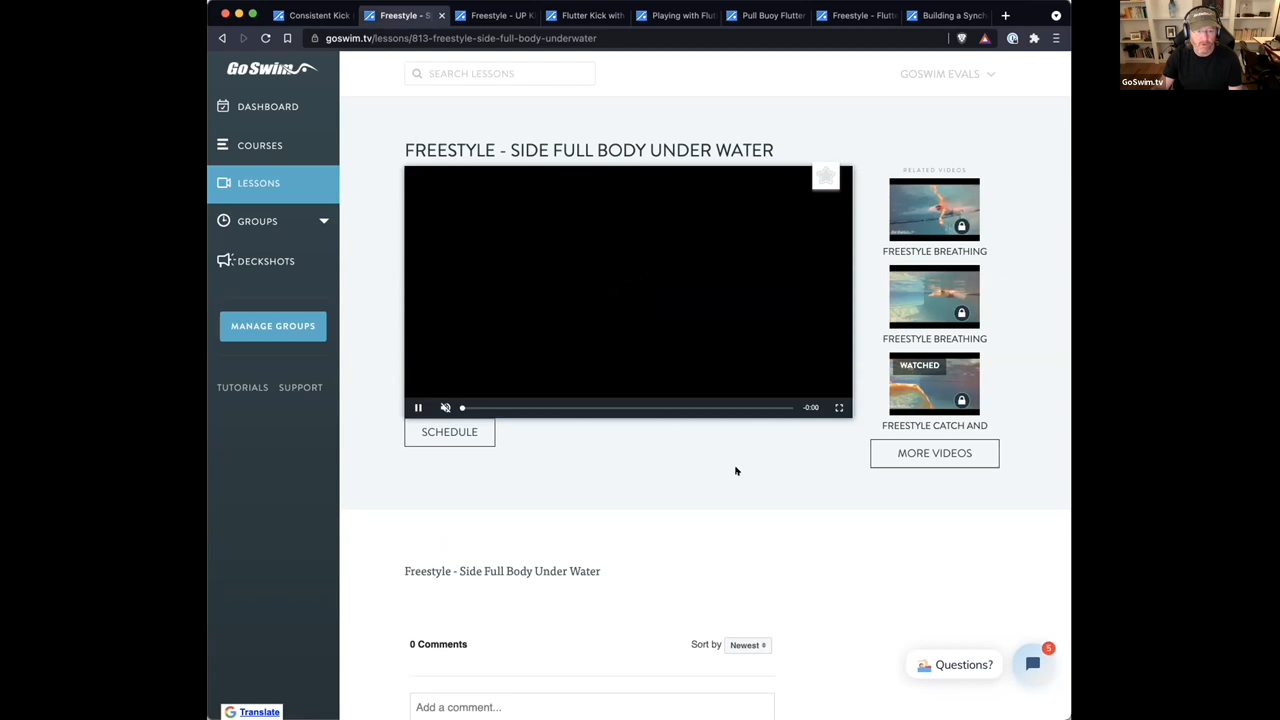 Consistent Kick
Freestyle - S
Freestyle - UP K
Flutter Kick with
Playing with Flut
Pull Buoy Flutter
Freestyle - Flutte
Building a Synch
goswim.tv/lessons/813-freestyle-side-full-body-underwater
GoSwim.tv
GoSwim
SEARCH LESSONS
GOSWIM EVALS
DASHBOARD
COURSES
LESSONS
GROUPS
DECKSHOTS
MANAGE GROUPS
TUTORIALS SUPPORT
FREESTYLE - SIDE FULL BODY UNDER WATER
-0:00
SCHEDULE
RELATED VIDEOS
FREESTYLE BREATHING
FREESTYLE BREATHING
WATCHED
FREESTYLE CATCH AND
MORE VIDEOS
Freestyle - Side Full Body Under Water
0 Comments
Sort by Newest
Add a comment...
Questions?
5
G Translate